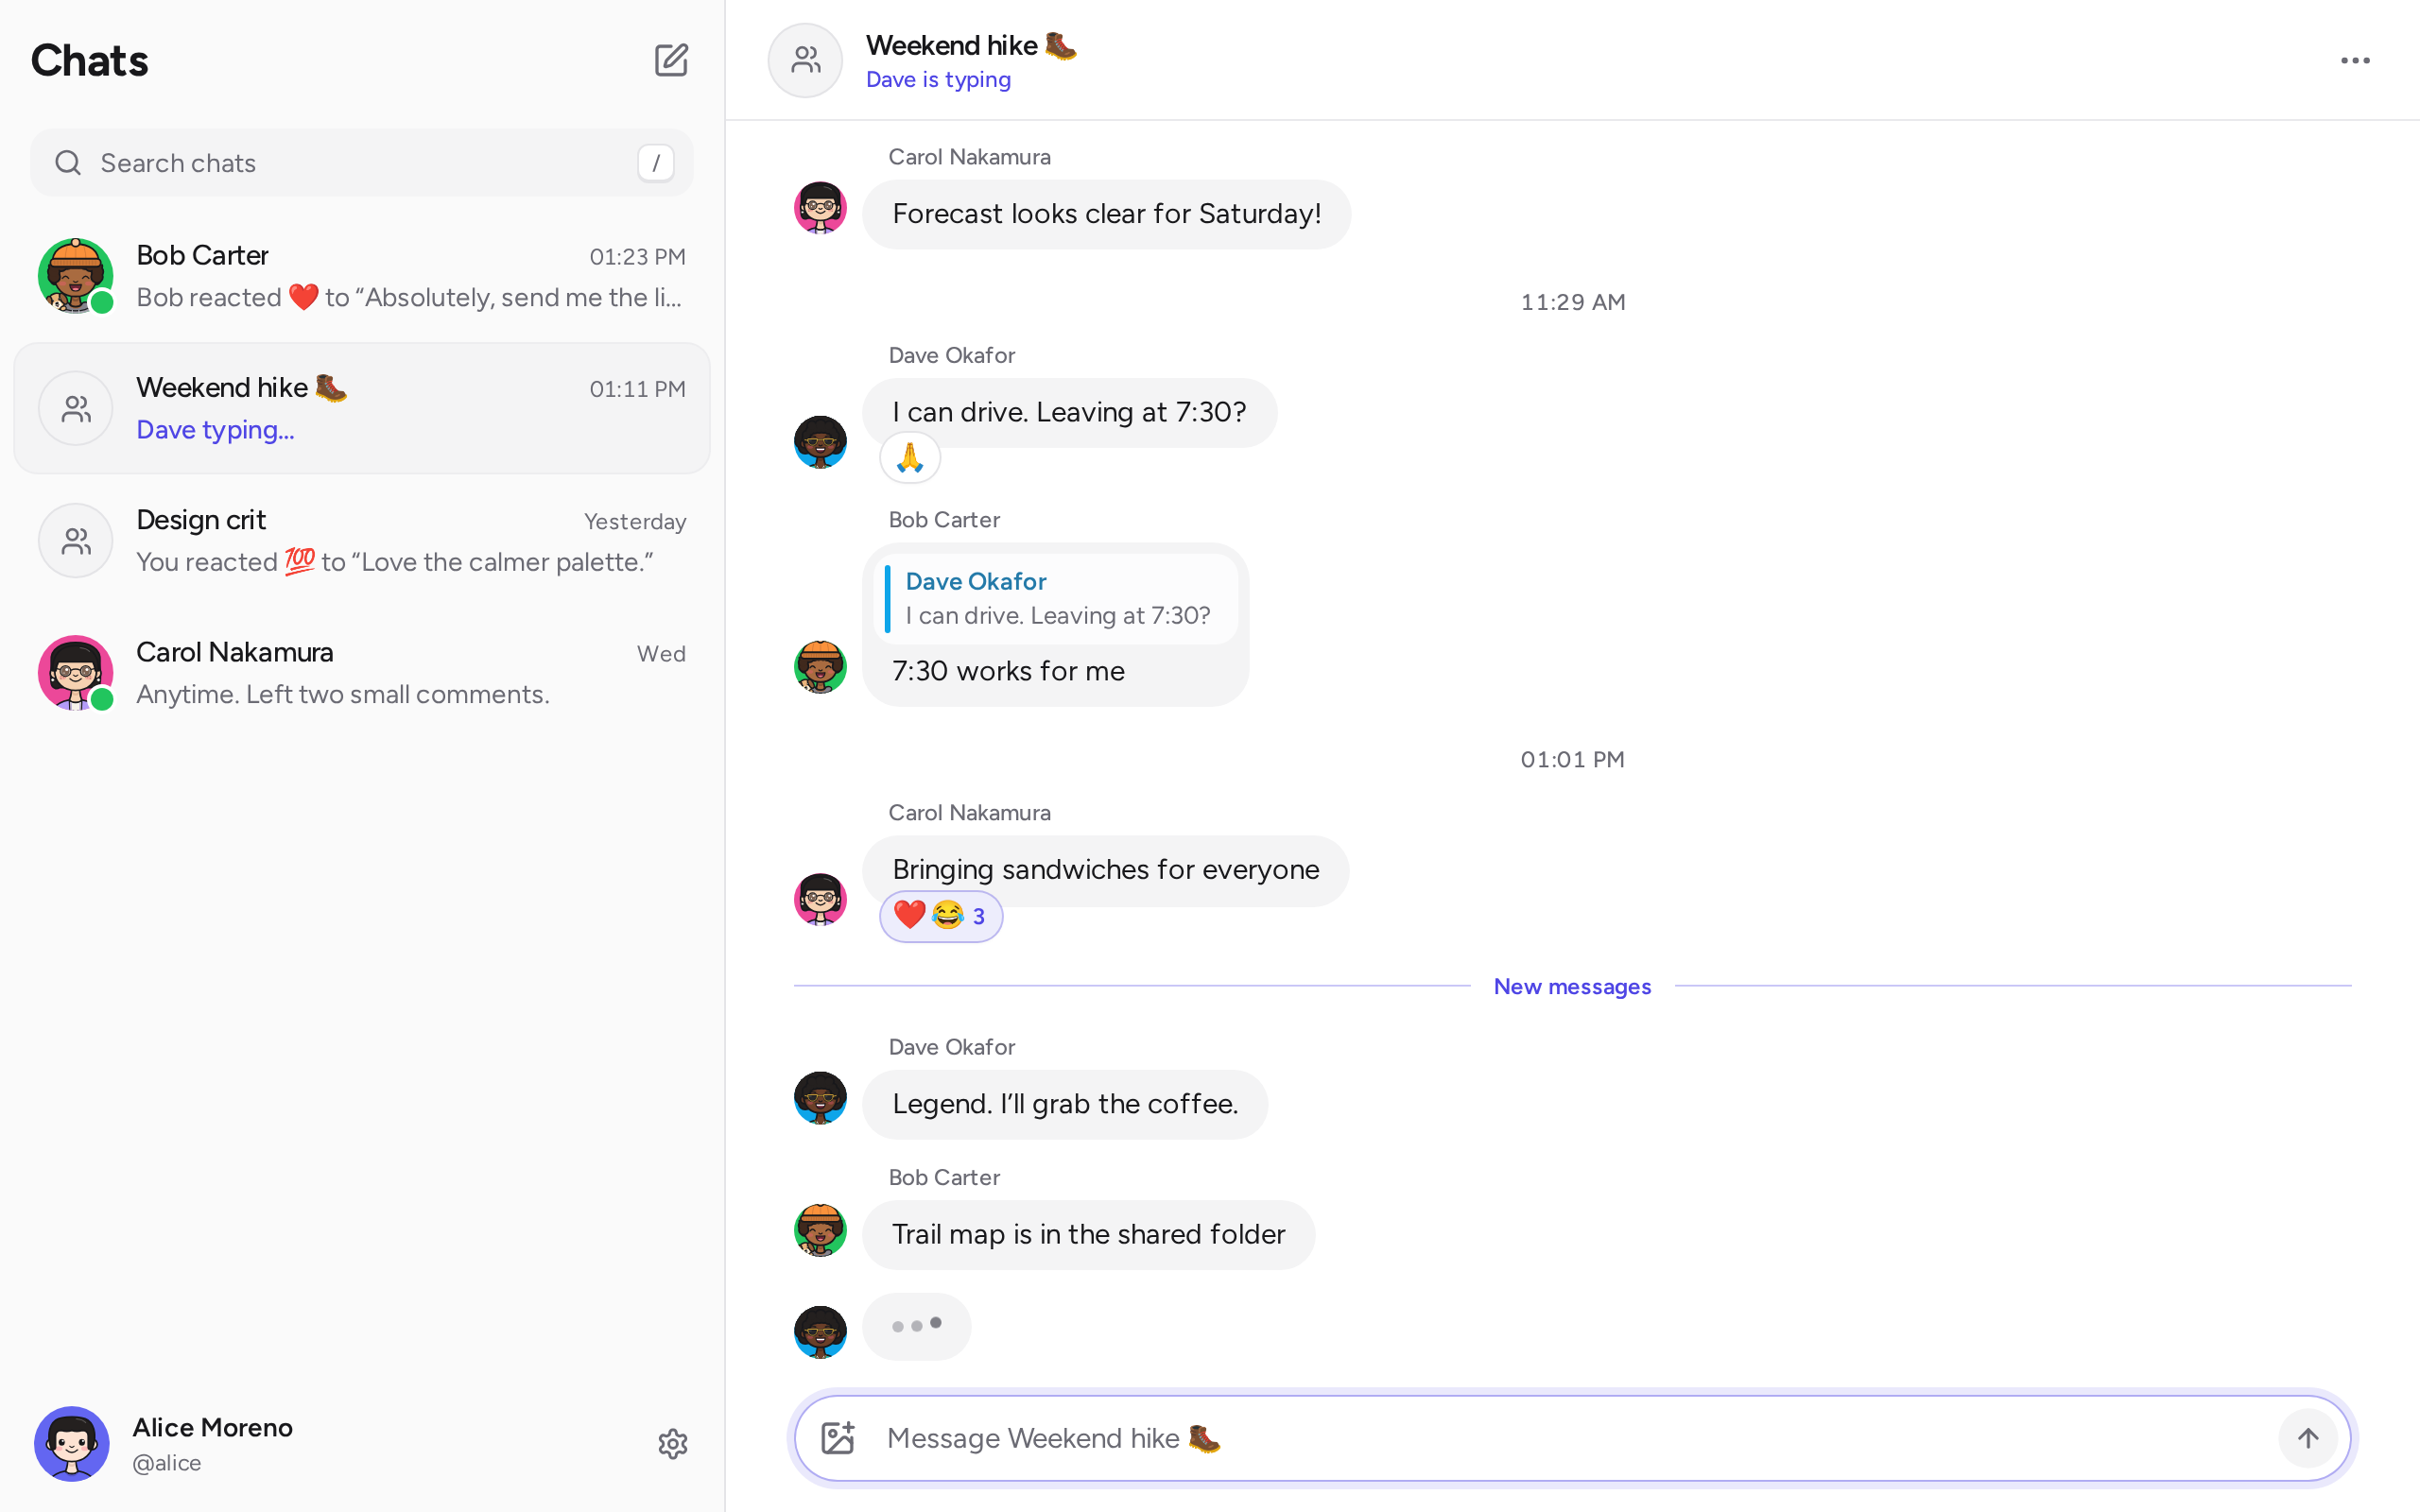 Chats
Search chats
/
Bob Carter
01:23 PM
Bob reacted ❤️ to “Absolutely, send me the li...
Weekend hike 🥾
01:11 PM
Dave typing...
Design crit
Yesterday
You reacted 💯 to “Love the calmer palette.”
Carol Nakamura
Wed
Anytime. Left two small comments.
Alice Moreno
@alice
Weekend hike 🥾
Dave is typing
Carol Nakamura
Forecast looks clear for Saturday!
11:29 AM
Dave Okafor
I can drive. Leaving at 7:30?
🙏
Bob Carter
Dave Okafor
I can drive. Leaving at 7:30?
7:30 works for me
01:01 PM
Carol Nakamura
Bringing sandwiches for everyone
❤️😂 3
New messages
Dave Okafor
Legend. I’ll grab the coffee.
Bob Carter
Trail map is in the shared folder
Message Weekend hike 🥾